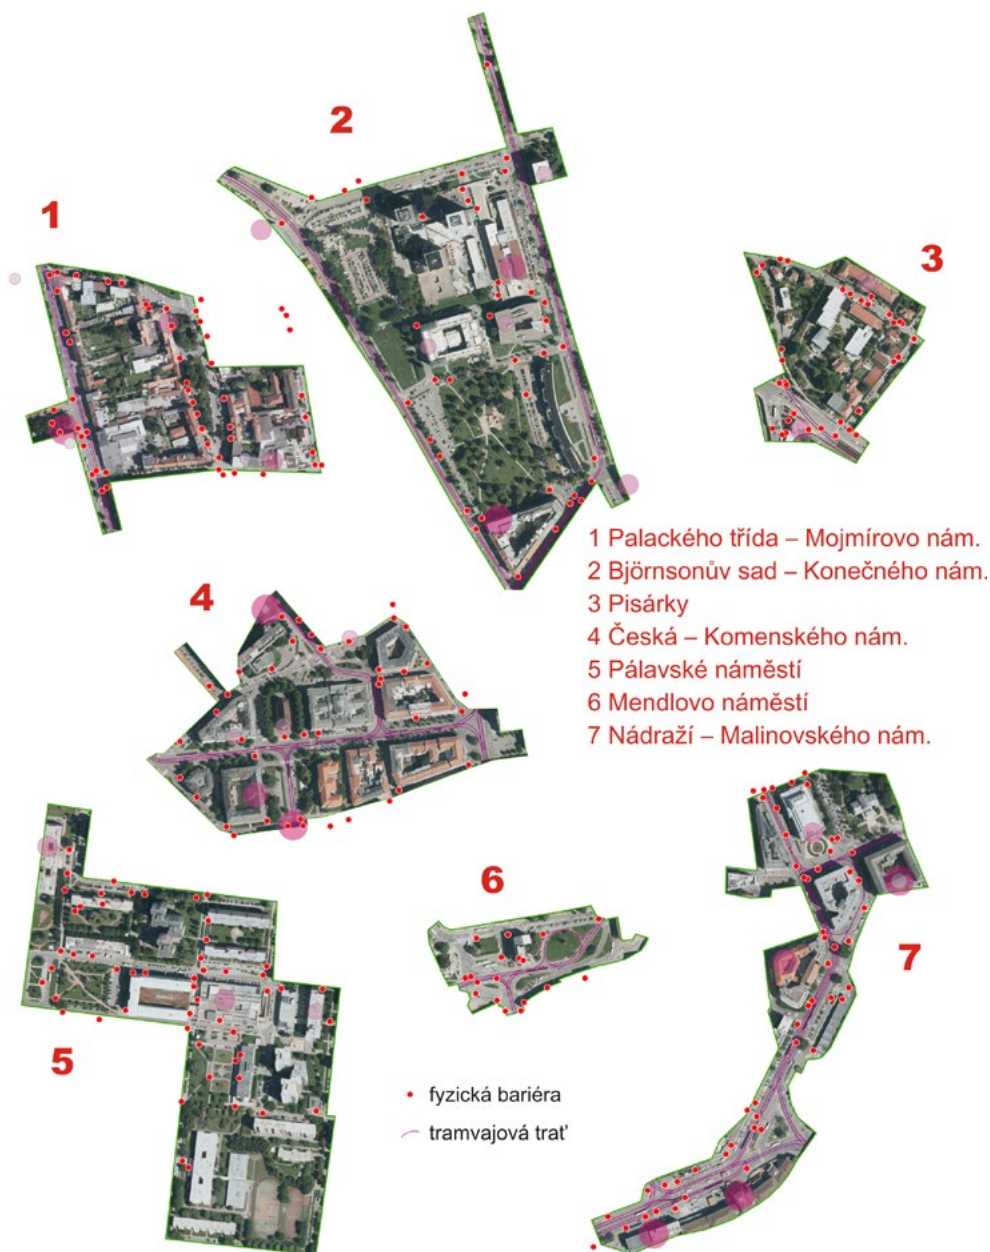 2
1
3
1 Palackého třída – Mojmírovo nám.
2 Björnsonův sad – Konečného nám.
3 Pisárky
4 Česká – Komenského nám.
5 Pálavské náměstí
6 Mendlovo náměstí
7 Nádraží – Malinovského nám.
4
6
7
5
fyzická bariéra
tramvajová trať